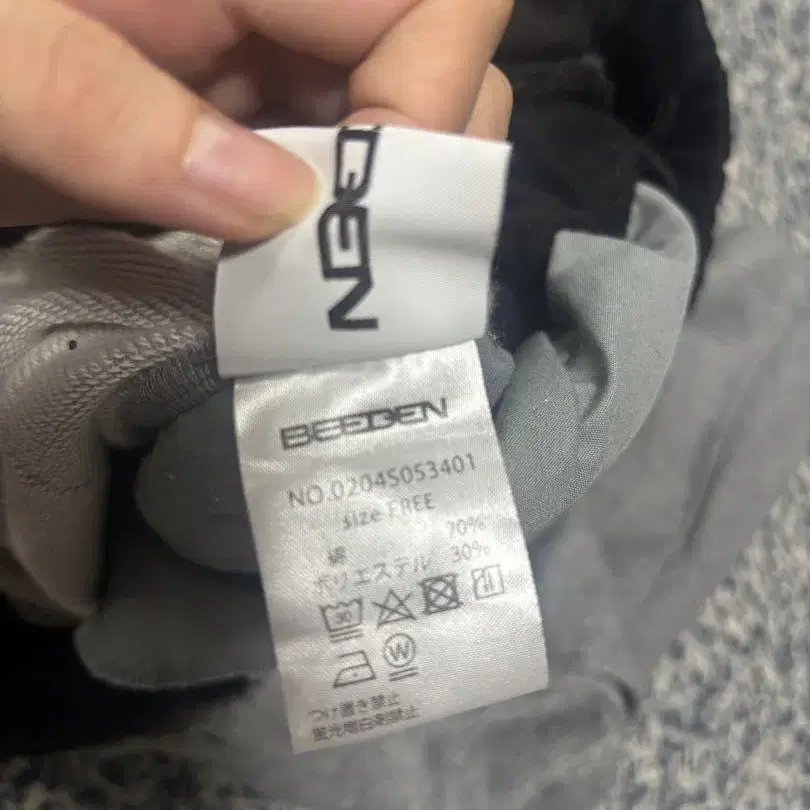 BEEDEN
NO.0204S053401
size FREE
綿 70%
ポリエステル 30%
30
W
つけ置き禁止
蛍光増白剤禁止